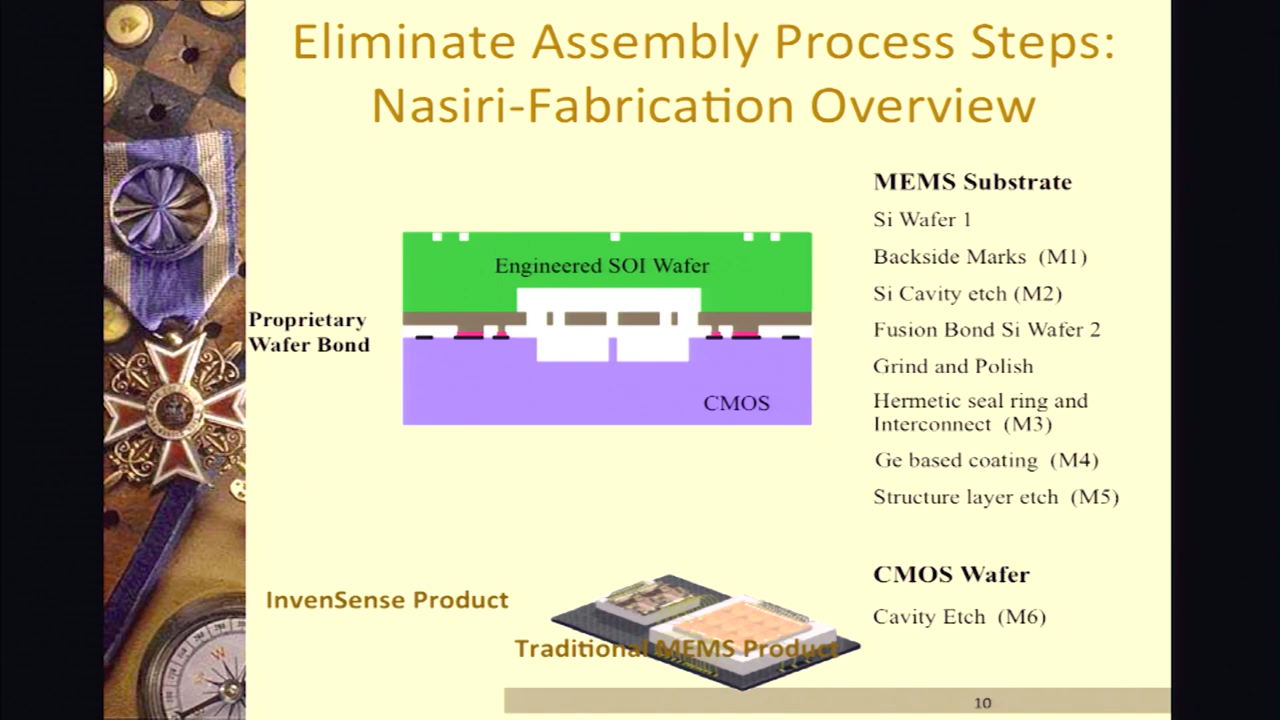 Eliminate Assembly Process Steps:
Nasiri-Fabrication Overview
Engineered SOI Wafer
Proprietary
Wafer Bond
CMOS
MEMS Substrate
Si Wafer 1
Backside Marks (M1)
Si Cavity etch (M2)
Fusion Bond Si Wafer 2
Grind and Polish
Hermetic seal ring and
Interconnect (M3)
Ge based coating (M4)
Structure layer etch (M5)
CMOS Wafer
Cavity Etch (M6)
InvenSense Product
Traditional MEMS Product
10